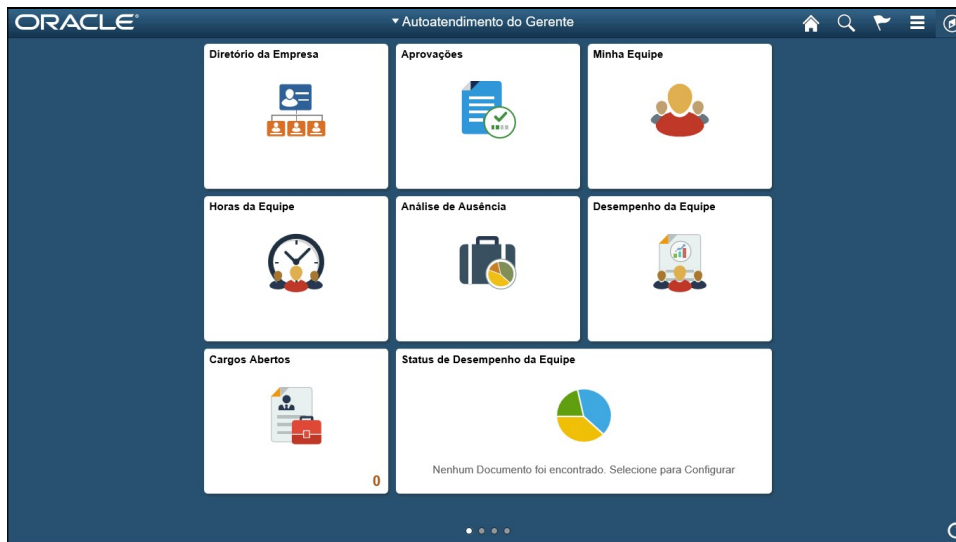 ORACLE
Autoatendimento do Gerente
Diretório da Empresa
Aprovações
Minha Equipe
Horas da Equipe
Análise de Ausência
Desempenho da Equipe
Cargos Abertos
0
Status de Desempenho da Equipe
Nenhum Documento foi encontrado. Selecione para Configurar